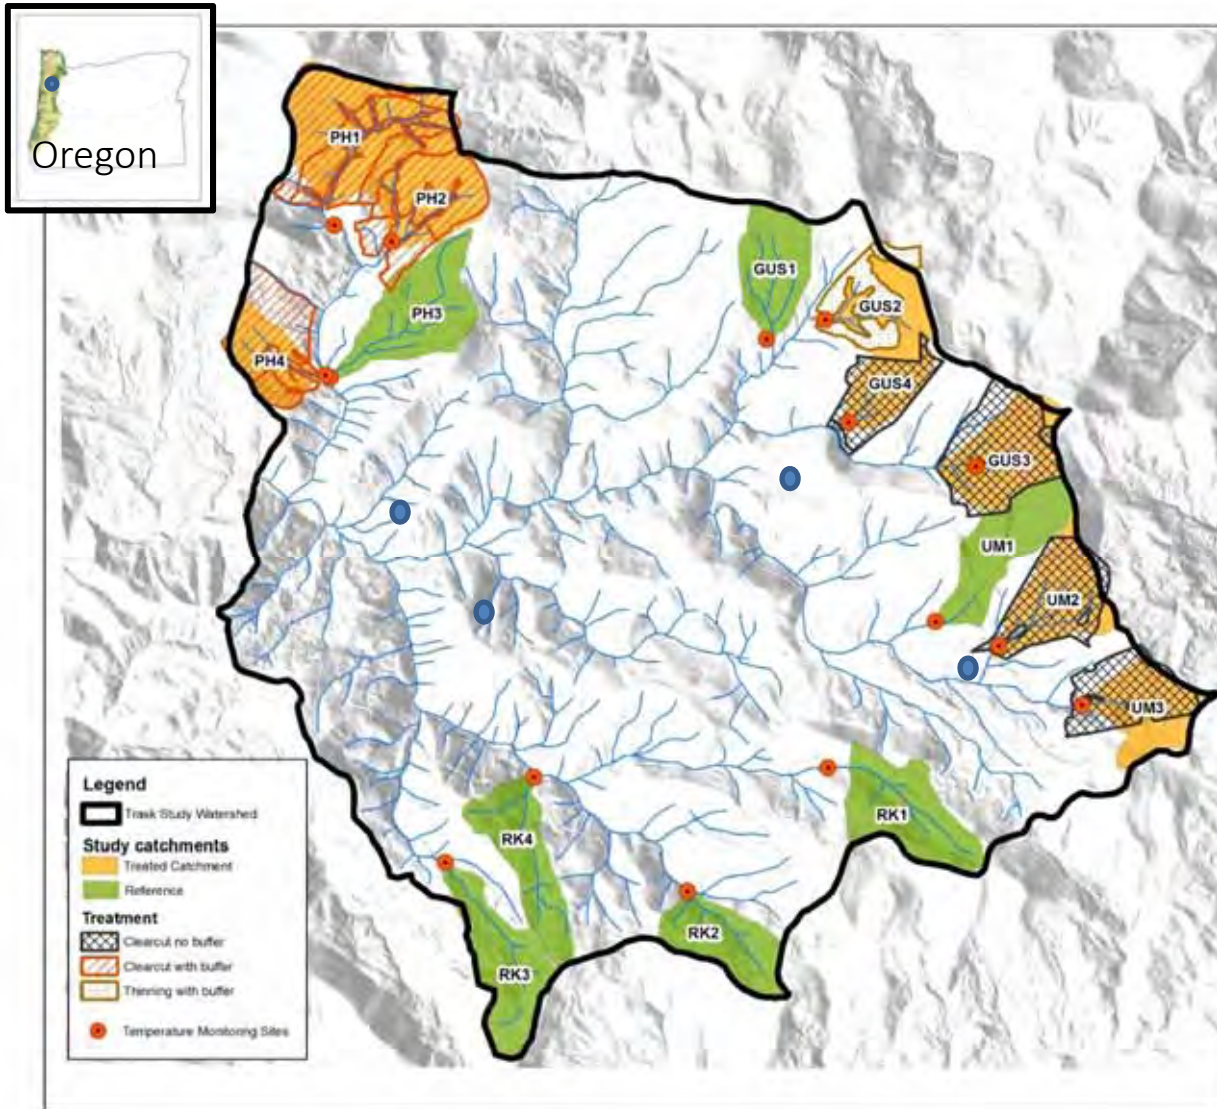 Oregon
PH1
PH2
GUS1
GUS2
PH3
PH4
GUS4
GUS3
UM1
UM2
UM3
RK1
RK4
RK2
RK3
Legend
Trask Study Watershed
Study catchments
Treated Catchment
Reference
Treatment
Clearcut no buffer
Clearcut with buffer
Thinning with buffer
Temperature Monitoring Sites